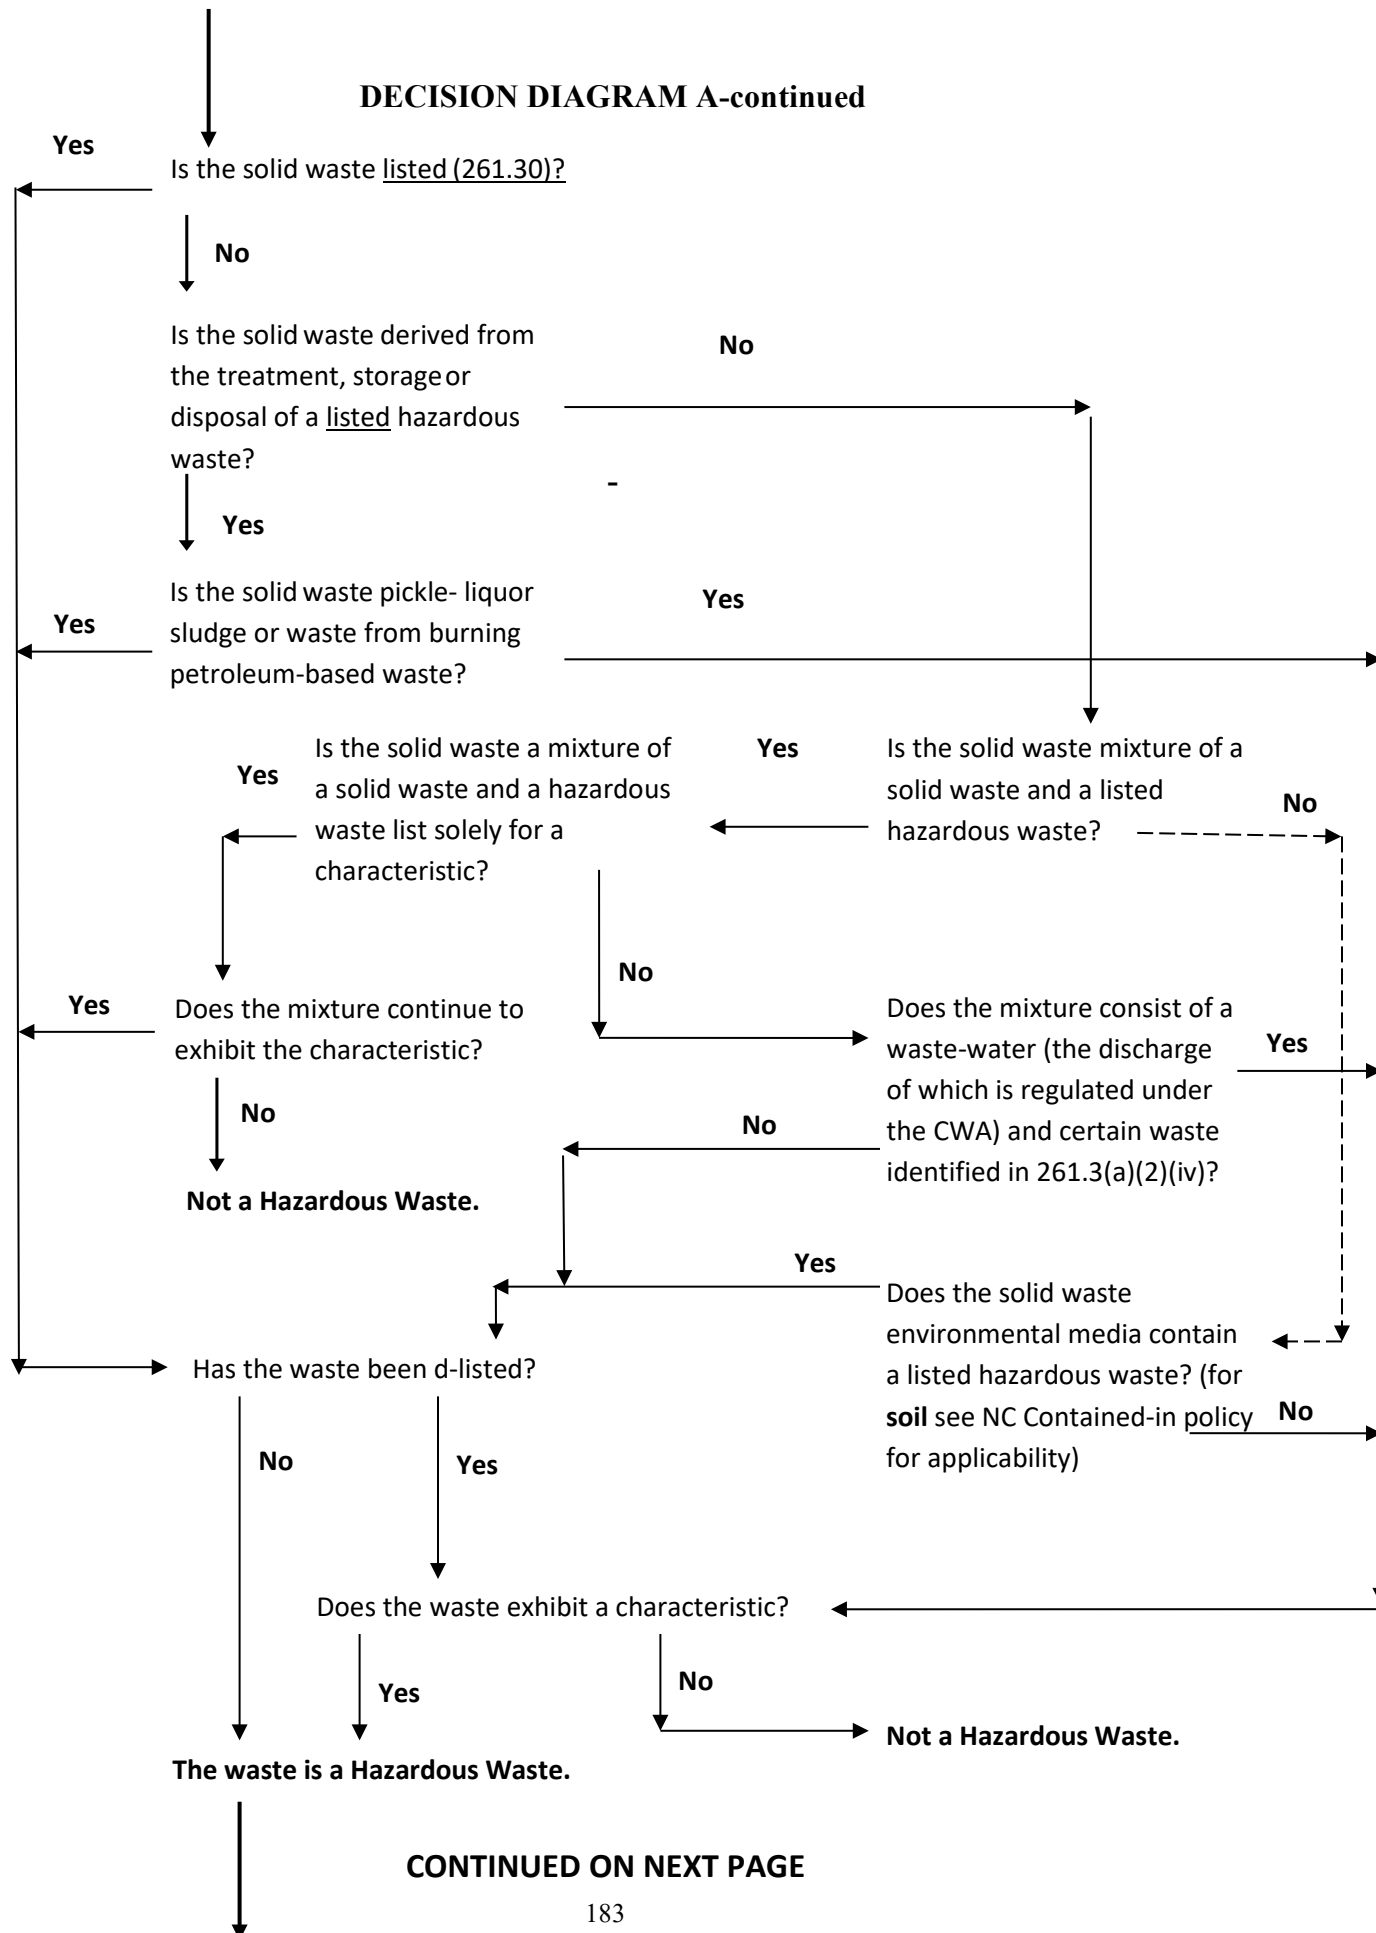 DECISION DIAGRAM A-continued
Yes
Is the solid waste listed (261.30)?
No
Is the solid waste derived from
the treatment, storage or
disposal of a listed hazardous
waste?
No
-
Yes
Is the solid waste pickle- liquor
sludge or waste from burning
petroleum-based waste?
Yes
Yes
Is the solid waste a mixture of
a solid waste and a hazardous
waste list solely for a
characteristic?
Yes
Yes
Is the solid waste mixture of a
solid waste and a listed
hazardous waste?
No
No
Yes
Does the mixture continue to
exhibit the characteristic?
Does the mixture consist of a
waste-water (the discharge
of which is regulated under
the CWA) and certain waste
identified in 261.3(a)(2)(iv)?
Yes
No
No
Not a Hazardous Waste.
Yes
Does the solid waste
environmental media contain
a listed hazardous waste? (for
soil see NC Contained-in policy
for applicability)
No
Has the waste been d-listed?
No
Yes
Does the waste exhibit a characteristic?
Yes
No
Not a Hazardous Waste.
The waste is a Hazardous Waste.
CONTINUED ON NEXT PAGE
183